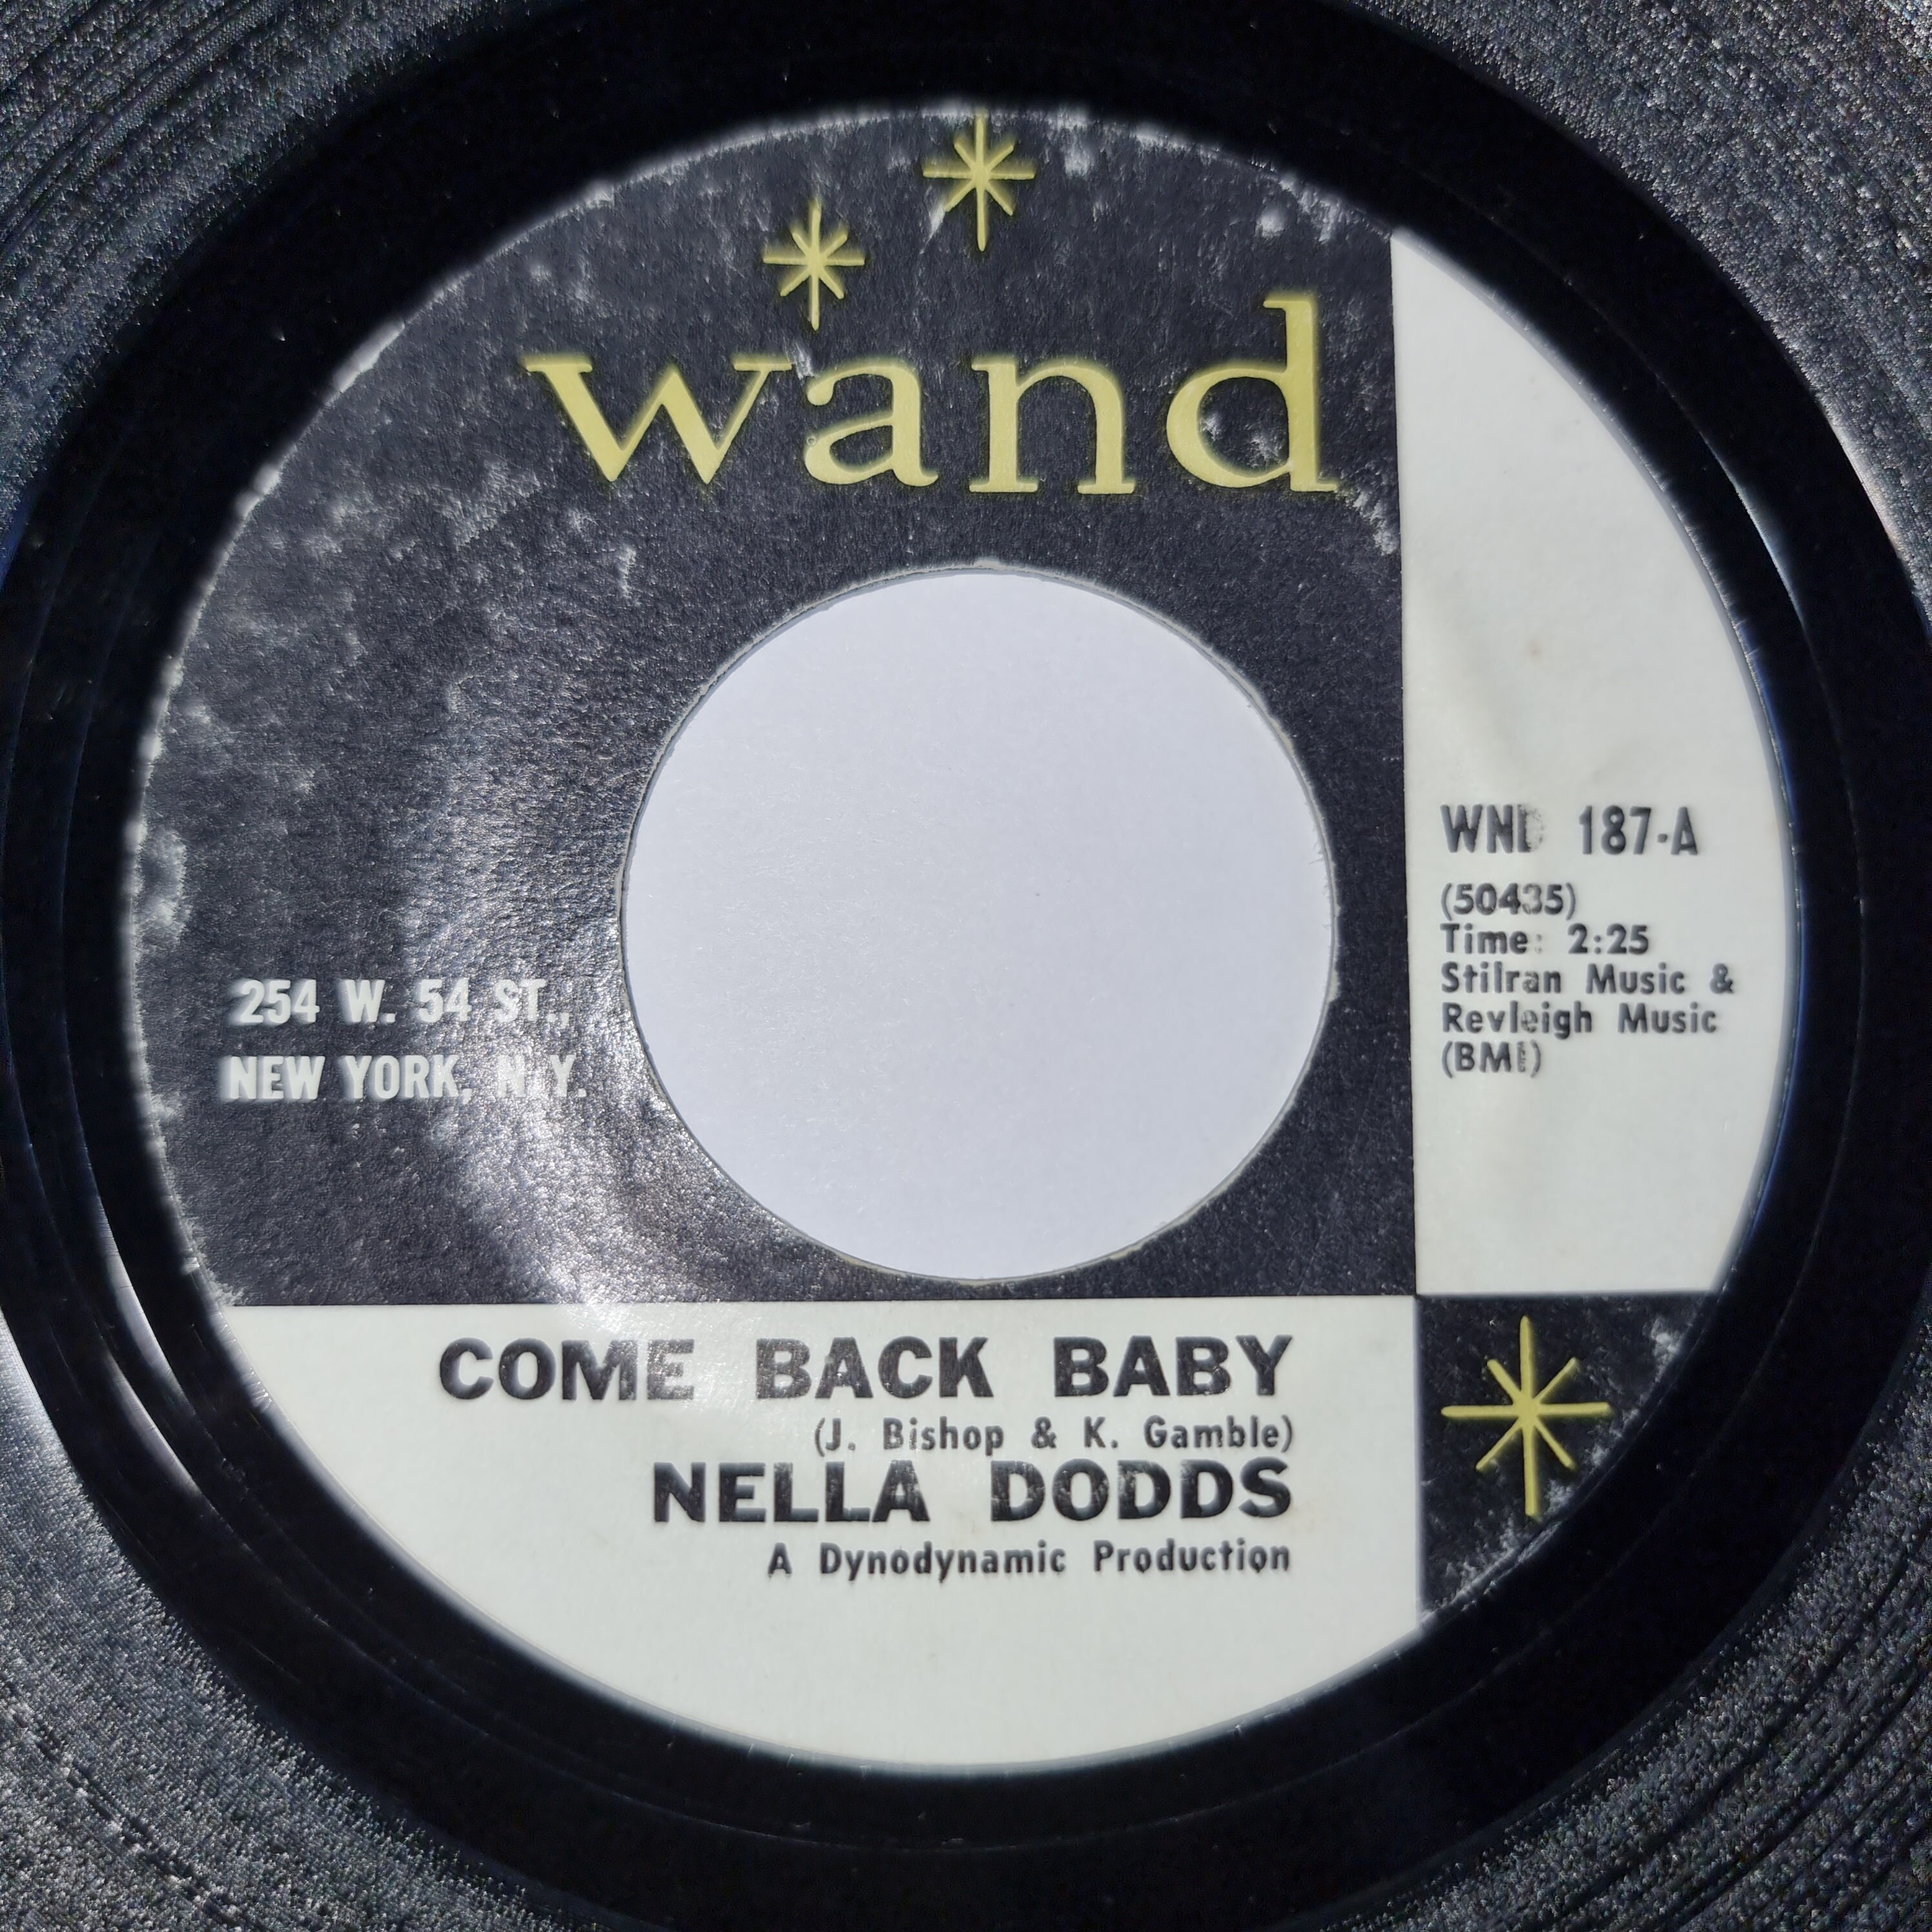 wand
254 W. 54 ST.,
NEW YORK, N.Y.
WND 187-A
(50435)
Time: 2:25
Stilran Music &
Revleigh Music
(BMI)
COME BACK BABY
(J. Bishop & K. Gamble)
NELLA DODDS
A Dynodynamic Production